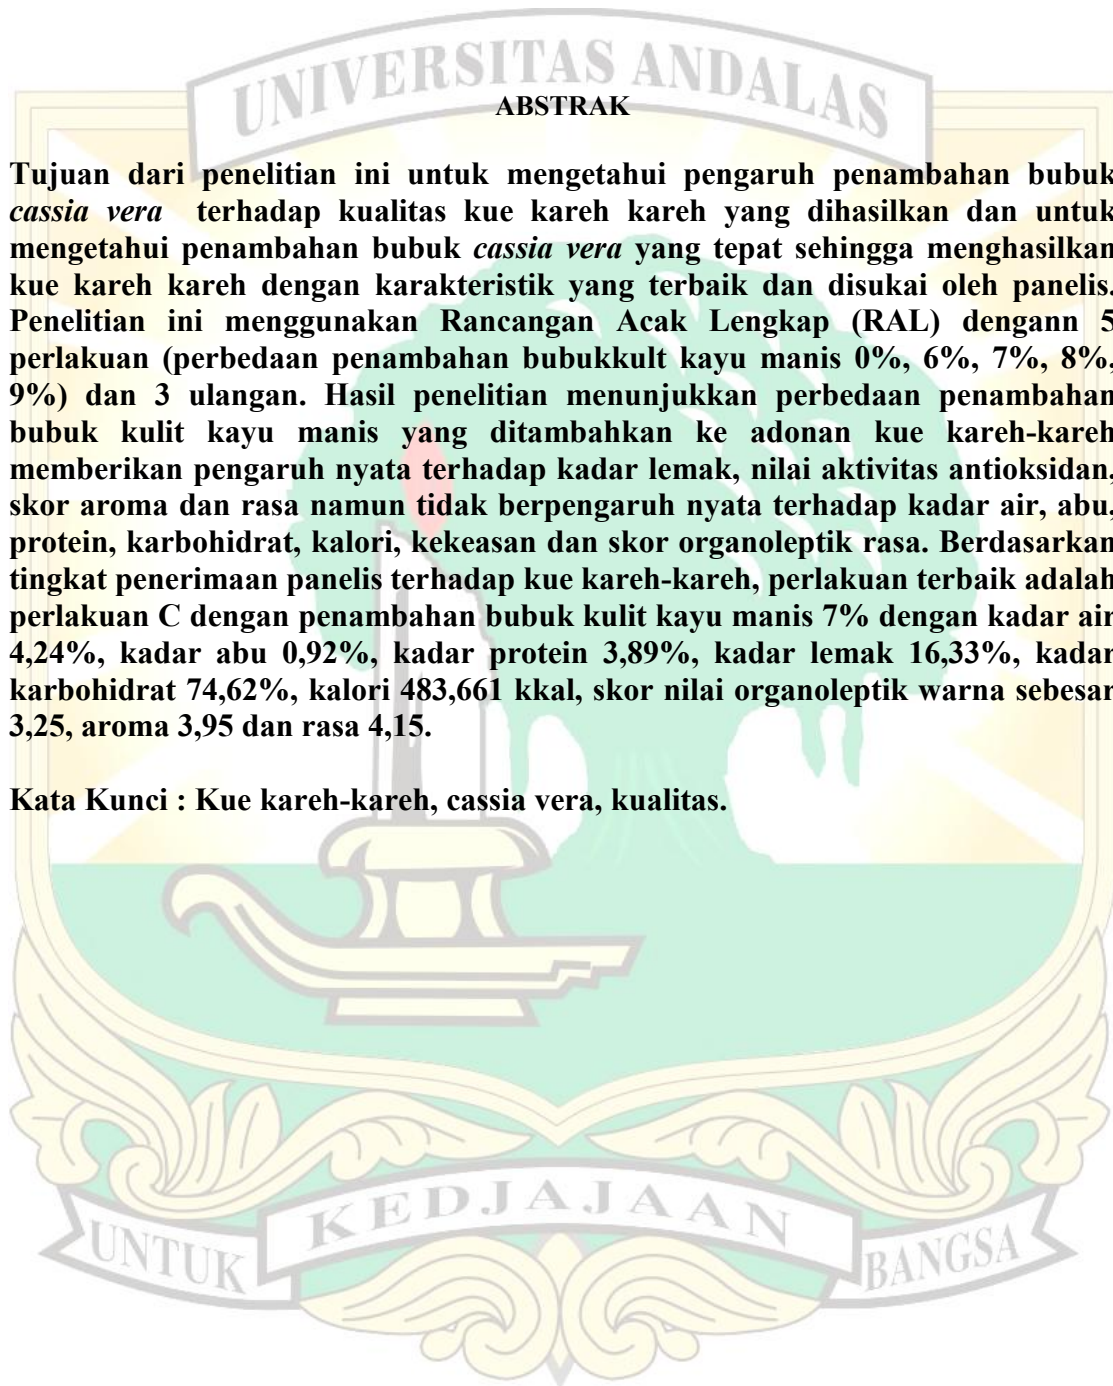 UNIVERSITAS ANDALAS
ABSTRAK
Tujuan dari penelitian ini untuk mengetahui pengaruh penambahan bubuk
cassia vera terhadap kualitas kue kareh kareh yang dihasilkan dan untuk
mengetahui penambahan bubuk cassia vera yang tepat sehingga menghasilkan
kue kareh kareh dengan karakteristik yang terbaik dan disukai oleh panelis.
Penelitian ini menggunakan Rancangan Acak Lengkap (RAL) dengann 5
perlakuan (perbedaan penambahan bubukkult kayu manis 0%, 6%, 7%, 8%,
9%) dan 3 ulangan. Hasil penelitian menunjukkan perbedaan penambahan
bubuk kulit kayu manis yang ditambahkan ke adonan kue kareh-kareh
memberikan pengaruh nyata terhadap kadar lemak, nilai aktivitas antioksidan,
skor aroma dan rasa namun tidak berpengaruh nyata terhadap kadar air, abu,
protein, karbohidrat, kalori, kekeasan dan skor organoleptik rasa. Berdasarkan
tingkat penerimaan panelis terhadap kue kareh-kareh, perlakuan terbaik adalah
perlakuan C dengan penambahan bubuk kulit kayu manis 7% dengan kadar air
4,24%, kadar abu 0,92%, kadar protein 3,89%, kadar lemak 16,33%, kadar
karbohidrat 74,62%, kalori 483,661 kkal, skor nilai organoleptik warna sebesar
3,25, aroma 3,95 dan rasa 4,15.
Kata Kunci : Kue kareh-kareh, cassia vera, kualitas.
UNTUK KEDJAJAAN BANGSA